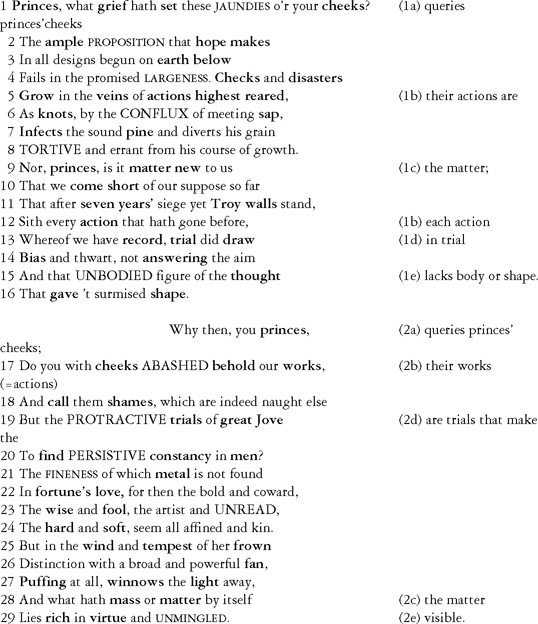 1 Princes, what grief hath set these JAUNDIES o'r your cheeks? (1a) queries
princes'cheeks
2 The ample PROPOSITION that hope makes
3 In all designs begun on earth below
4 Fails in the promised LARGENESS. Checks and disasters
5 Grow in the veins of actions highest reared, (1b) their actions are
6 As knots, by the CONFLUX of meeting sap,
7 Infects the sound pine and diverts his grain
8 TORTIVE and errant from his course of growth.
9 Nor, princes, is it matter new to us (1c) the matter;
10 That we come short of our suppose so far
11 That after seven years' siege yet Troy walls stand,
12 Sith every action that hath gone before, (1b) each action
13 Whereof we have record, trial did draw (1d) in trial
14 Bias and thwart, not answering the aim
15 And that UNBODIED figure of the thought (1e) lacks body or shape.
16 That gave 't surmised shape.
Why then, you princes, (2a) queries princes'
cheeks;
17 Do you with cheeks ABASHED behold our works, (2b) their works
(=actions)
18 And call them shames, which are indeed naught else
19 But the PROTRACTIVE trials of great Jove (2d) are trials that make
the
20 To find PERSISTIVE constancy in men?
21 The FINENESS of which metal is not found
22 In fortune's love, for then the bold and coward,
23 The wise and fool, the artist and UNREAD,
24 The hard and soft, seem all affined and kin.
25 But in the wind and tempest of her frown
26 Distinction with a broad and powerful fan,
27 Puffing at all, winnows the light away,
28 And what hath mass or matter by itself (2c) the matter
29 Lies rich in virtue and UNMINGLED. (2e) visible.